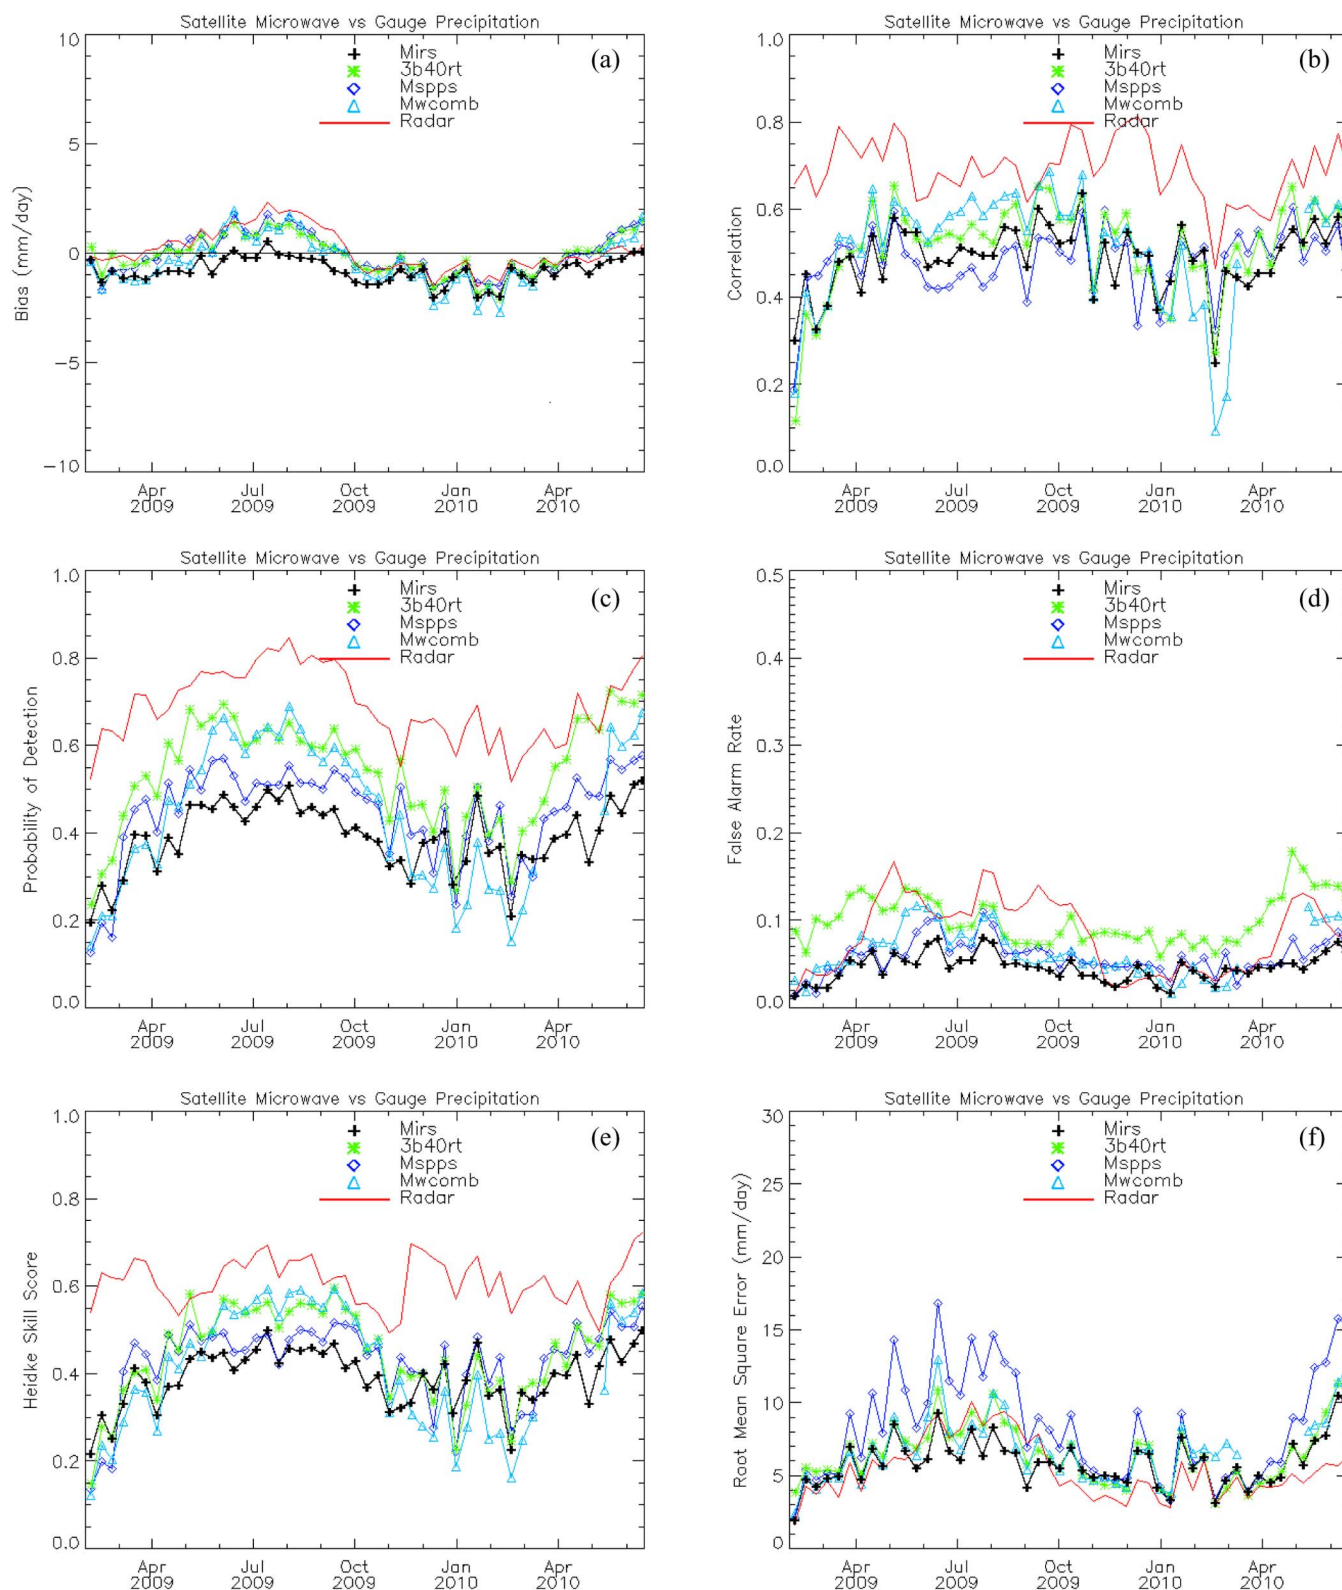 Satellite Microwave vs Gauge Precipitation
(a)
Mirs
3b40rt
Mspps
Mwcomb
Radar
10
5
0
−5
−10
Bias (mm/day)
Apr Jul Oct Jan Apr
2009 2009 2009 2010 2010
Satellite Microwave vs Gauge Precipitation
(b)
Mirs
3b40rt
Mspps
Mwcomb
Radar
1.0
0.8
0.6
0.4
0.2
0.0
Correlation
Apr Jul Oct Jan Apr
2009 2009 2009 2010 2010
Satellite Microwave vs Gauge Precipitation
(c)
Mirs
3b40rt
Mspps
Mwcomb
Radar
1.0
0.8
0.6
0.4
0.2
0.0
Probability of Detection
Apr Jul Oct Jan Apr
2009 2009 2009 2010 2010
Satellite Microwave vs Gauge Precipitation
(d)
Mirs
3b40rt
Mspps
Mwcomb
Radar
0.5
0.4
0.3
0.2
0.1
0.0
False Alarm Rate
Apr Jul Oct Jan Apr
2009 2009 2009 2010 2010
Satellite Microwave vs Gauge Precipitation
(e)
Mirs
3b40rt
Mspps
Mwcomb
Radar
1.0
0.8
0.6
0.4
0.2
0.0
Heidke Skill Score
Apr Jul Oct Jan Apr
2009 2009 2009 2010 2010
Satellite Microwave vs Gauge Precipitation
(f)
Mirs
3b40rt
Mspps
Mwcomb
Radar
30
25
20
15
10
5
0
Root Mean Square Error (mm/day)
Apr Jul Oct Jan Apr
2009 2009 2009 2010 2010